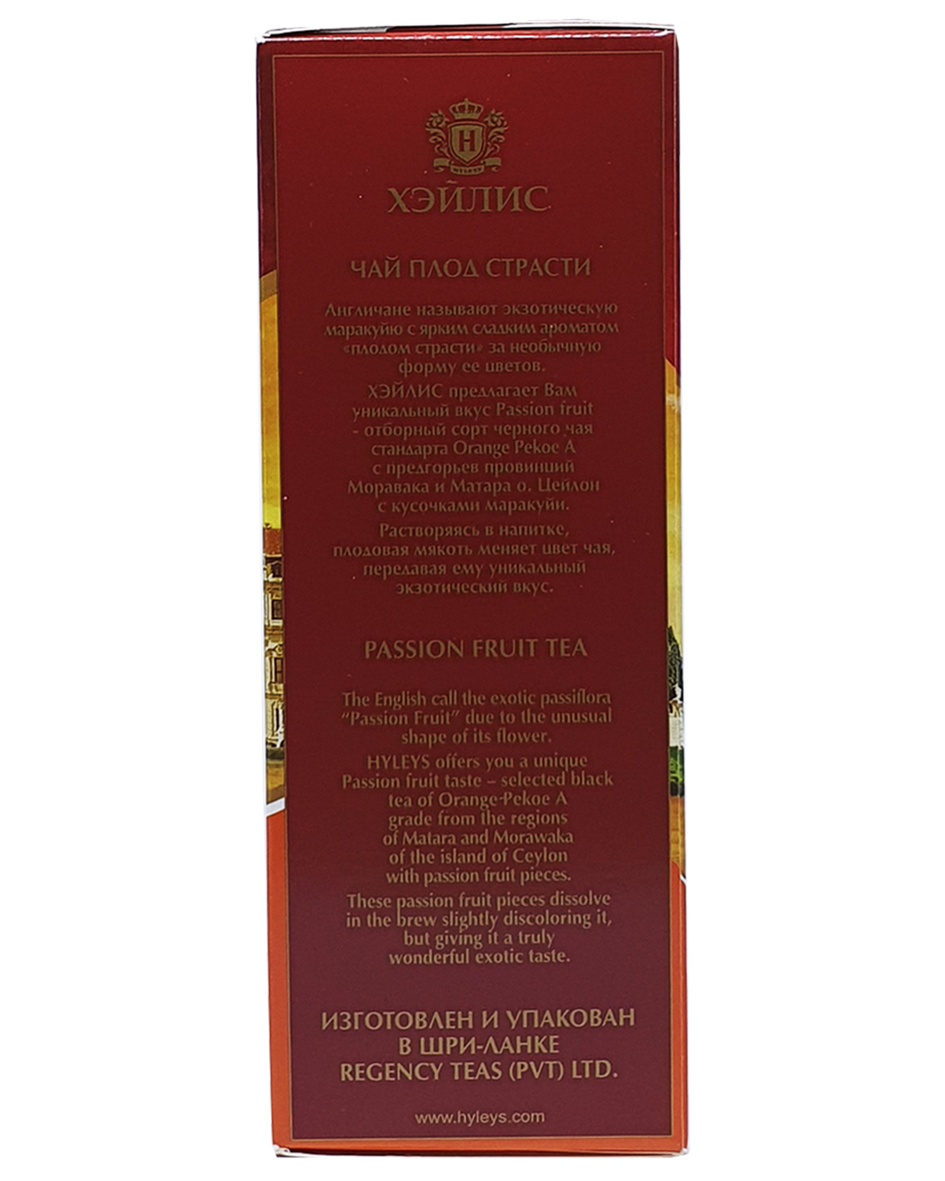 H
HYLEYS
ХЭЙЛИС
ЧАЙ ПЛОД СТРАСТИ
Англичане называют экзотическую
маракуйю с ярким сладким ароматом
«плодом страсти» за необычную
форму ее цветов.
ХЭЙЛИС предлагает Вам
уникальный вкус Passion fruit
- отборный сорт черного чая
стандарта Orange Pekoe A
с предгорьев провинций
Моравака и Матара о. Цейлон
с кусочками маракуйи.
Растворяясь в напитке,
плодовая мякоть меняет цвет чая,
передавая ему уникальный
экзотический вкус.
PASSION FRUIT TEA
The English call the exotic passiflora
“Passion Fruit” due to the unusual
shape of its flower.
HYLEYS offers you a unique
Passion fruit taste – selected black
tea of Orange-Pekoe A
grade from the regions
of Matara and Morawaka
of the island of Ceylon
with passion fruit pieces.
These passion fruit pieces dissolve
in the brew slightly discoloring it,
but giving it a truly
wonderful exotic taste.
ИЗГОТОВЛЕН И УПАКОВАН
В ШРИ-ЛАНКЕ
REGENCY TEAS (PVT) LTD.
www.hyleys.com